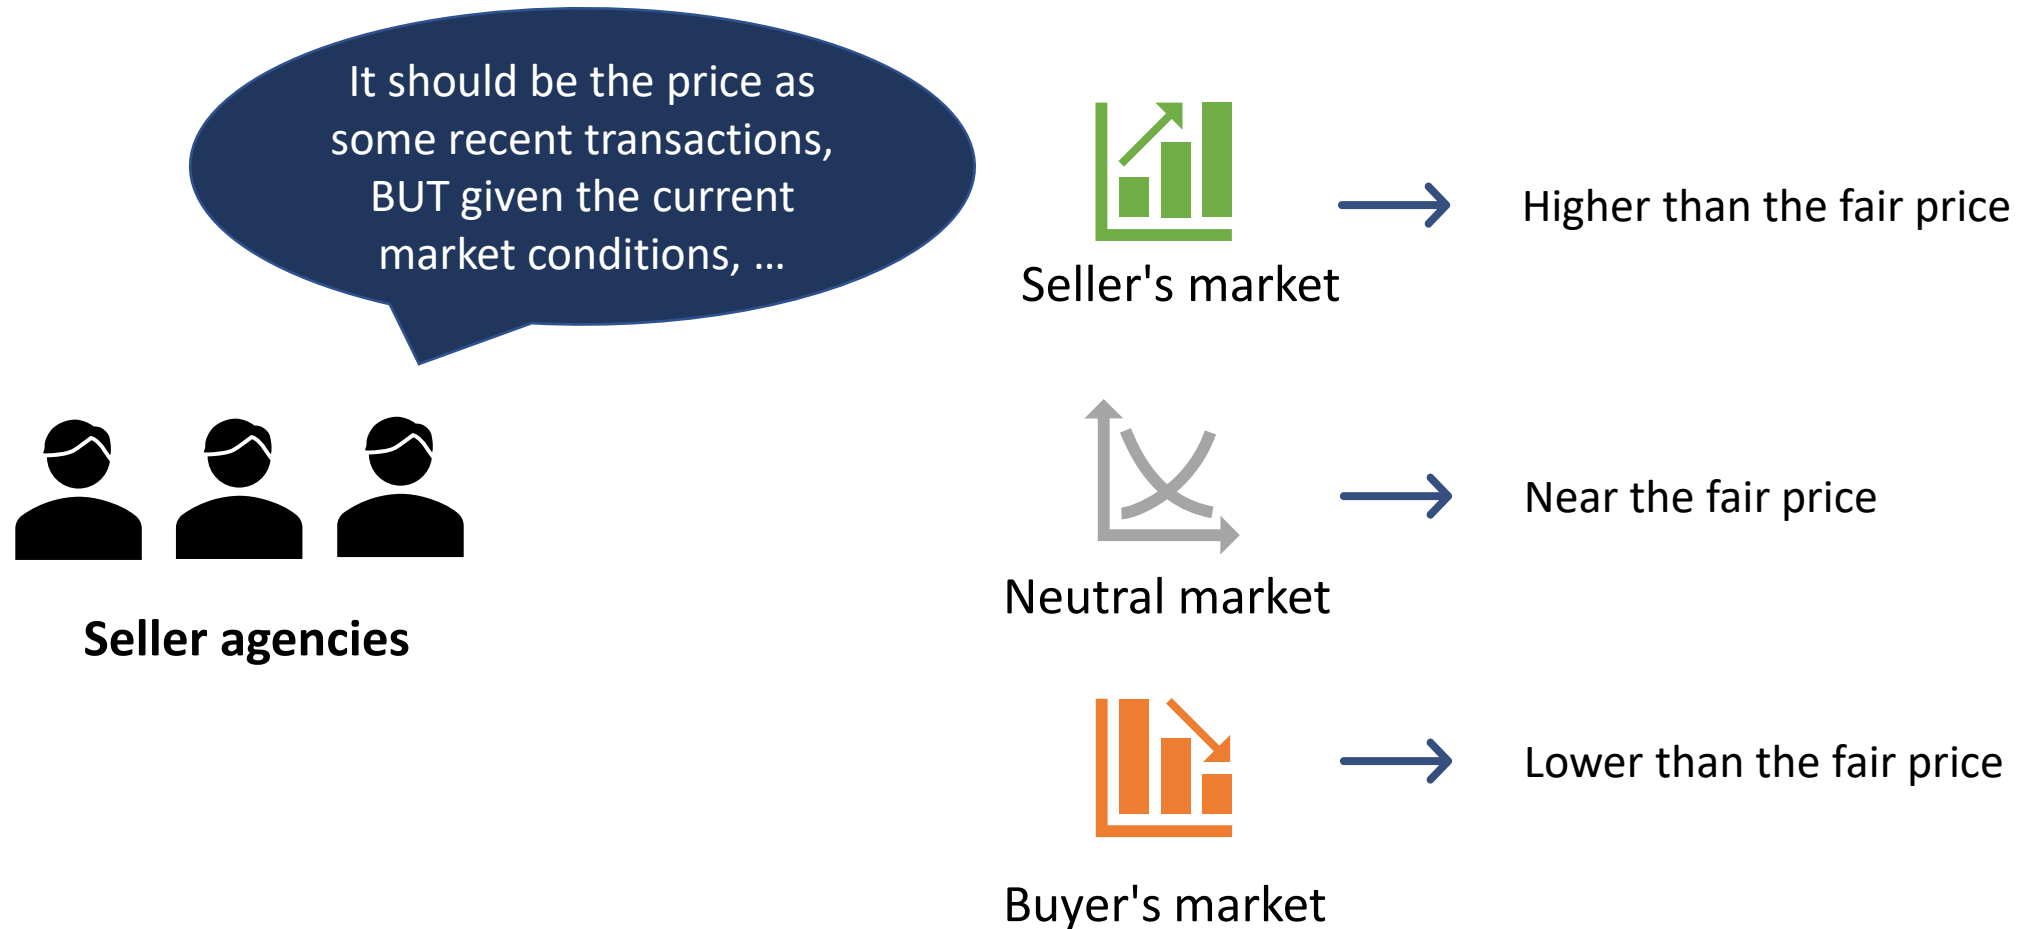 It should be the price as
some recent transactions,
BUT given the current
market conditions, ...
Seller agencies
Seller's market
Higher than the fair price
Neutral market
Near the fair price
Buyer's market
Lower than the fair price